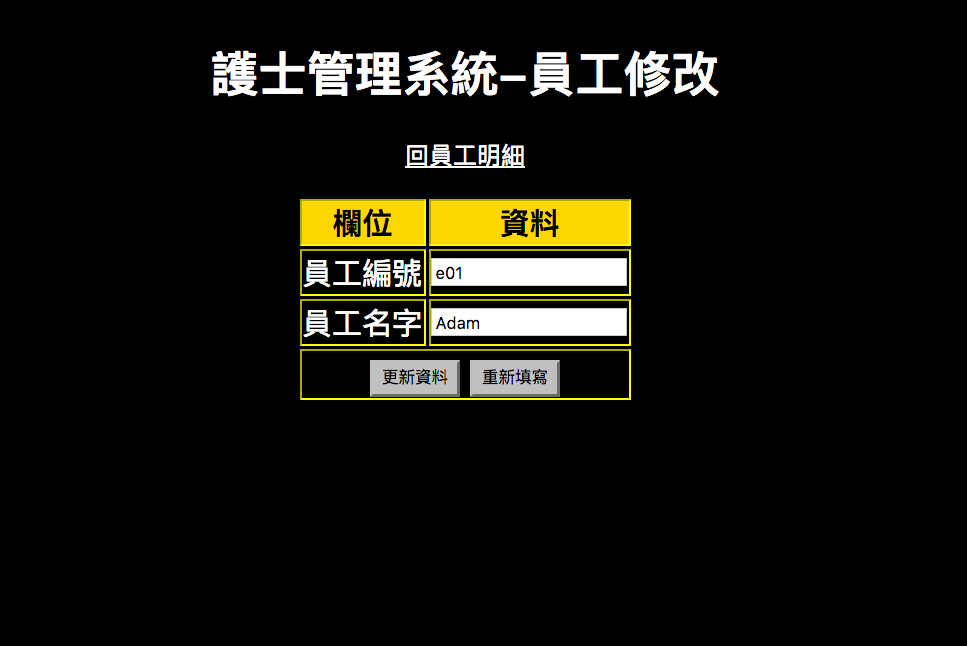 護士管理系統–員工修改
回員工明細
欄位 資料
員工編號 e01
員工名字 Adam
更新資料 重新填寫